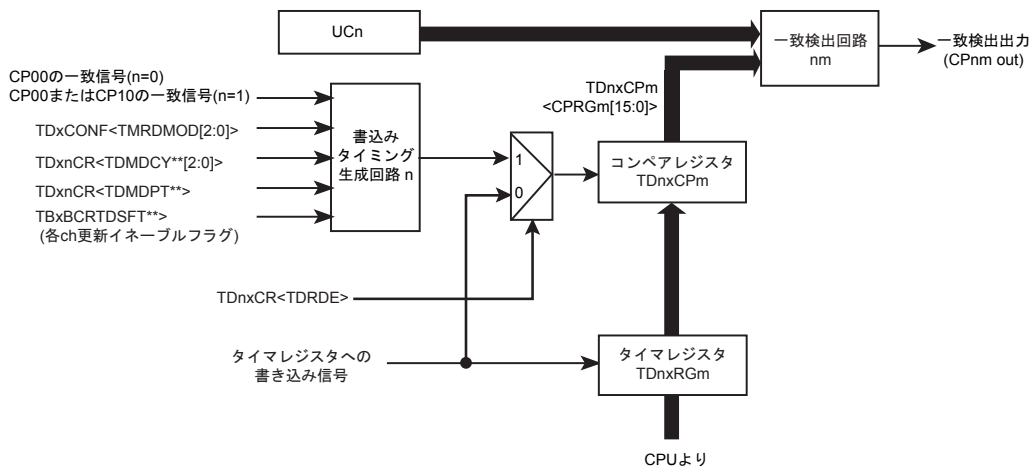 UCn
一致検出回路
nm
一致検出出力
(CPnm out)
CP00の一致信号(n=0)
CP00またはCP10の一致信号(n=1)
TDxCONF<TMRDMOD[2:0]>
TDxnCR<TDMDCY**[2:0]>
TDxnCR<TDMDPT**>
TBxBCRTDSFT**>
(各ch更新イネーブルフラグ)
書込み
タイミング
生成回路 n
1
0
TDnxCPm
<CPRGm[15:0]>
コンペアレジスタ
TDnxCPm
TDnxCR<TDRDE>
タイマレジスタへの
書き込み信号
タイマレジスタ
TDnxRGm
CPUより